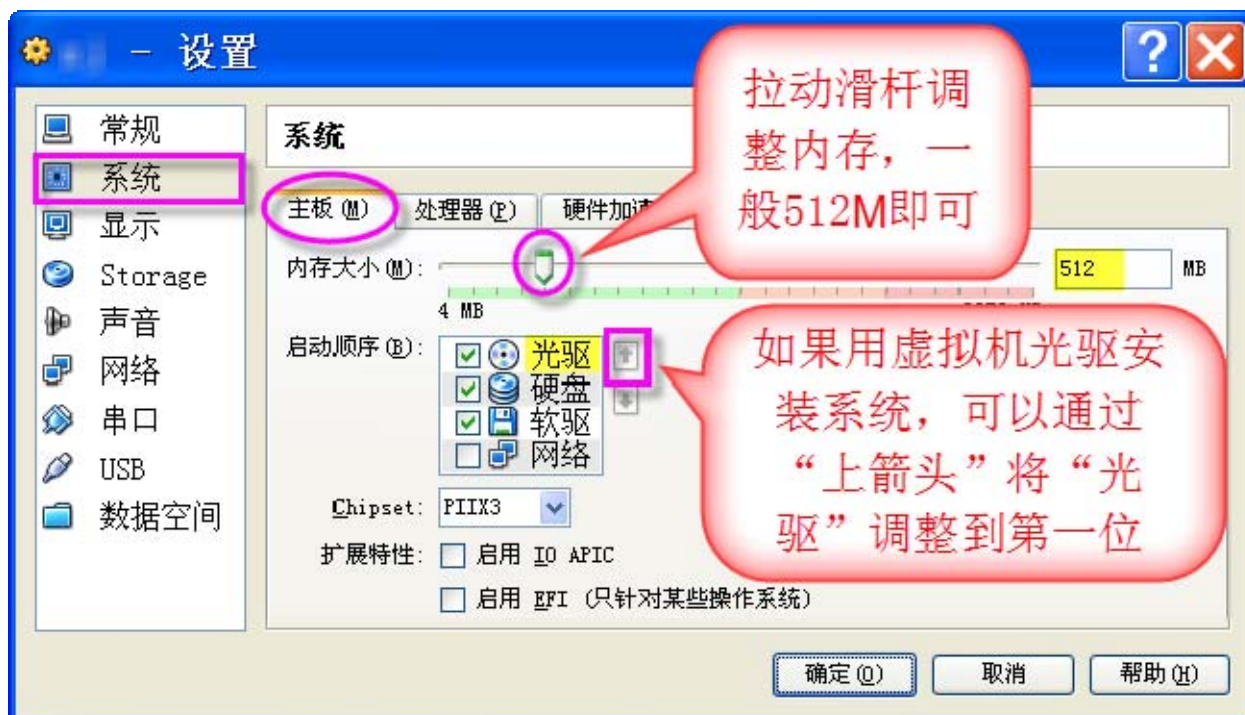 - 设置
常规
系统
显示
Storage
声音
网络
串口
USB
数据空间
系统
主板(M)
处理器(P)
硬件加速
内存大小(M):
512
MB
4 MB
启动顺序(B):
光驱
硬盘
软驱
网络
Chipset:
PIIX3
扩展特性:
启用 IO APIC
启用 EFI (只针对某些操作系统)
拉动滑杆调
整内存，一
般512M即可
如果用虚拟机光驱安
装系统，可以通过
“上箭头”将“光
驱”调整到第一位
确定(O)
取消
帮助(H)